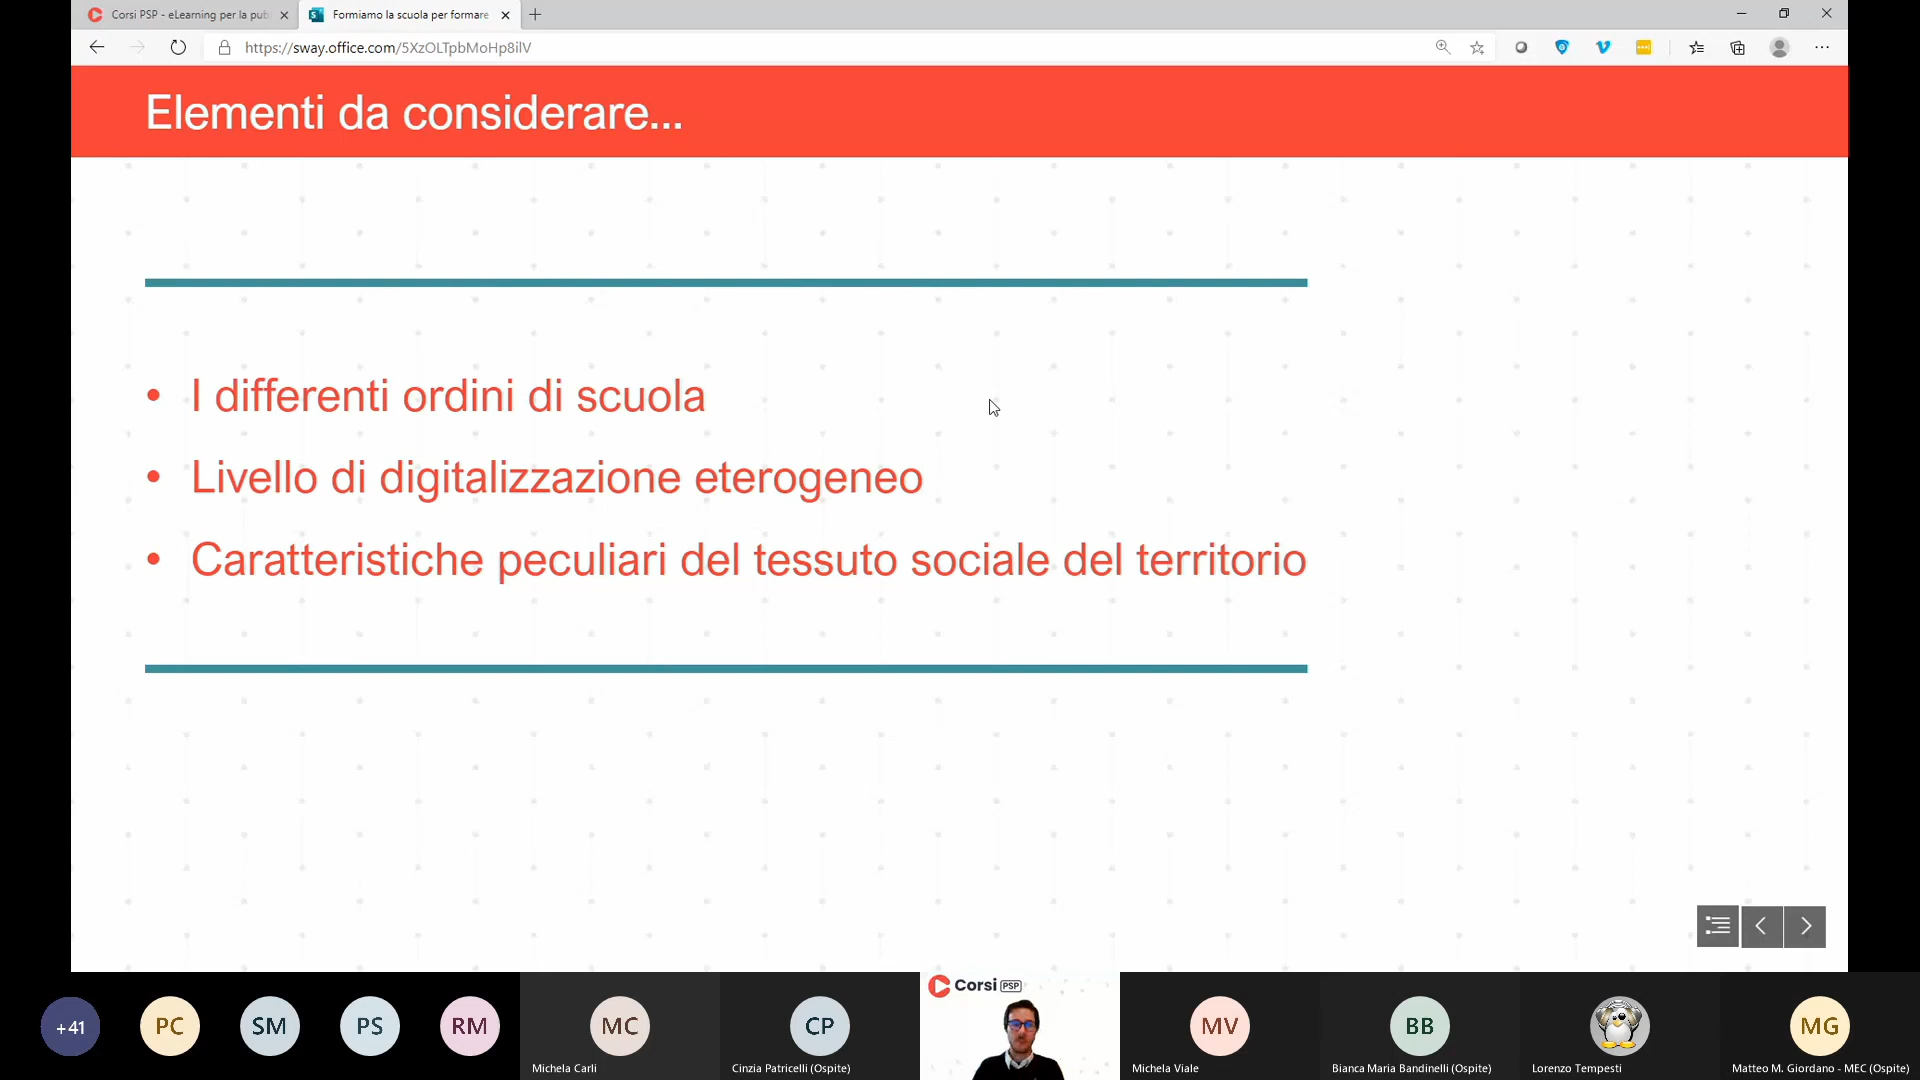 Corsi PSP - eLearning per la pub
Formiamo la scuola per formare
https://sway.office.com/5XzOLTpbMoHp8ilV
Elementi da considerare...
• I differenti ordini di scuola
• Livello di digitalizzazione eterogeneo
• Caratteristiche peculiari del tessuto sociale del territorio
+41
PC
SM
PS
RM
MC
Michela Carli
CP
Cinzia Patricelli (Ospite)
Corsi PSP
MV
Michela Viale
BB
Bianca Maria Bandinelli (Ospite)
Lorenzo Tempesti
MG
Matteo M. Giordano - MEC (Ospite)